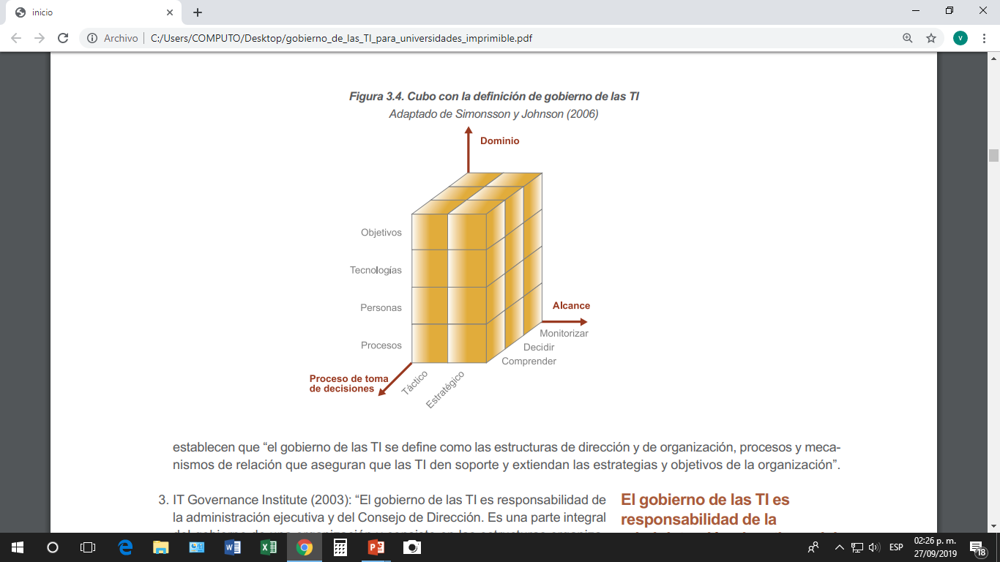 inicio
Archivo
C:/Users/COMPUTO/Desktop/gobierno_de_las_TI_para_universidades_imprimible.pdf
v
Figura 3.4. Cubo con la definición de gobierno de las TI
Adaptado de Simonsson y Johnson (2006)
Dominio
Objetivos
Tecnologías
Personas
Procesos
Alcance
Monitorizar
Decidir
Comprender
Proceso de toma
de decisiones
Táctico
Estratégico
establecen que “el gobierno de las TI se define como las estructuras de dirección y de organización, procesos y meca-
nismos de relación que aseguran que las TI den soporte y extiendan las estrategias y objetivos de la organización”.
3. IT Governance Institute (2003): “El gobierno de las TI es responsabilidad de
la administración ejecutiva y del Consejo de Dirección. Es una parte integral
El gobierno de las TI es
responsabilidad de la
ESP
02:26 p. m.
27/09/2019
18